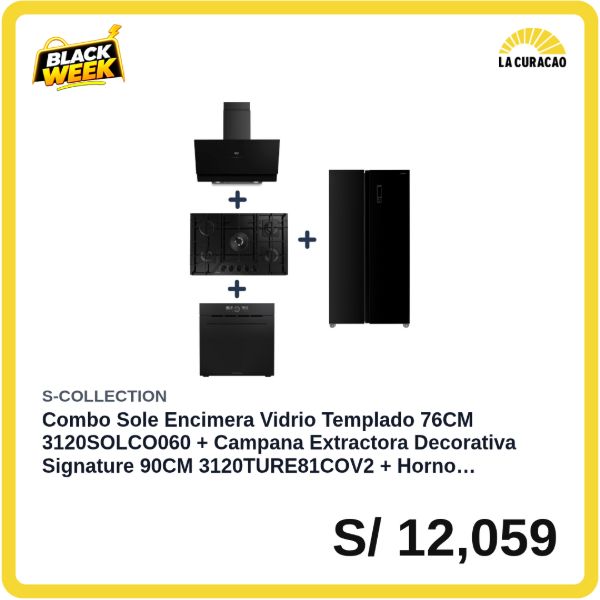 BLACK
WEEK
LA CURACAO
S-COLLECTION
Combo Sole Encimera Vidrio Templado 76CM
3120SOLCO060 + Campana Extractora Decorativa
Signature 90CM 3120TURE81COV2 + Horno…
S/ 12,059